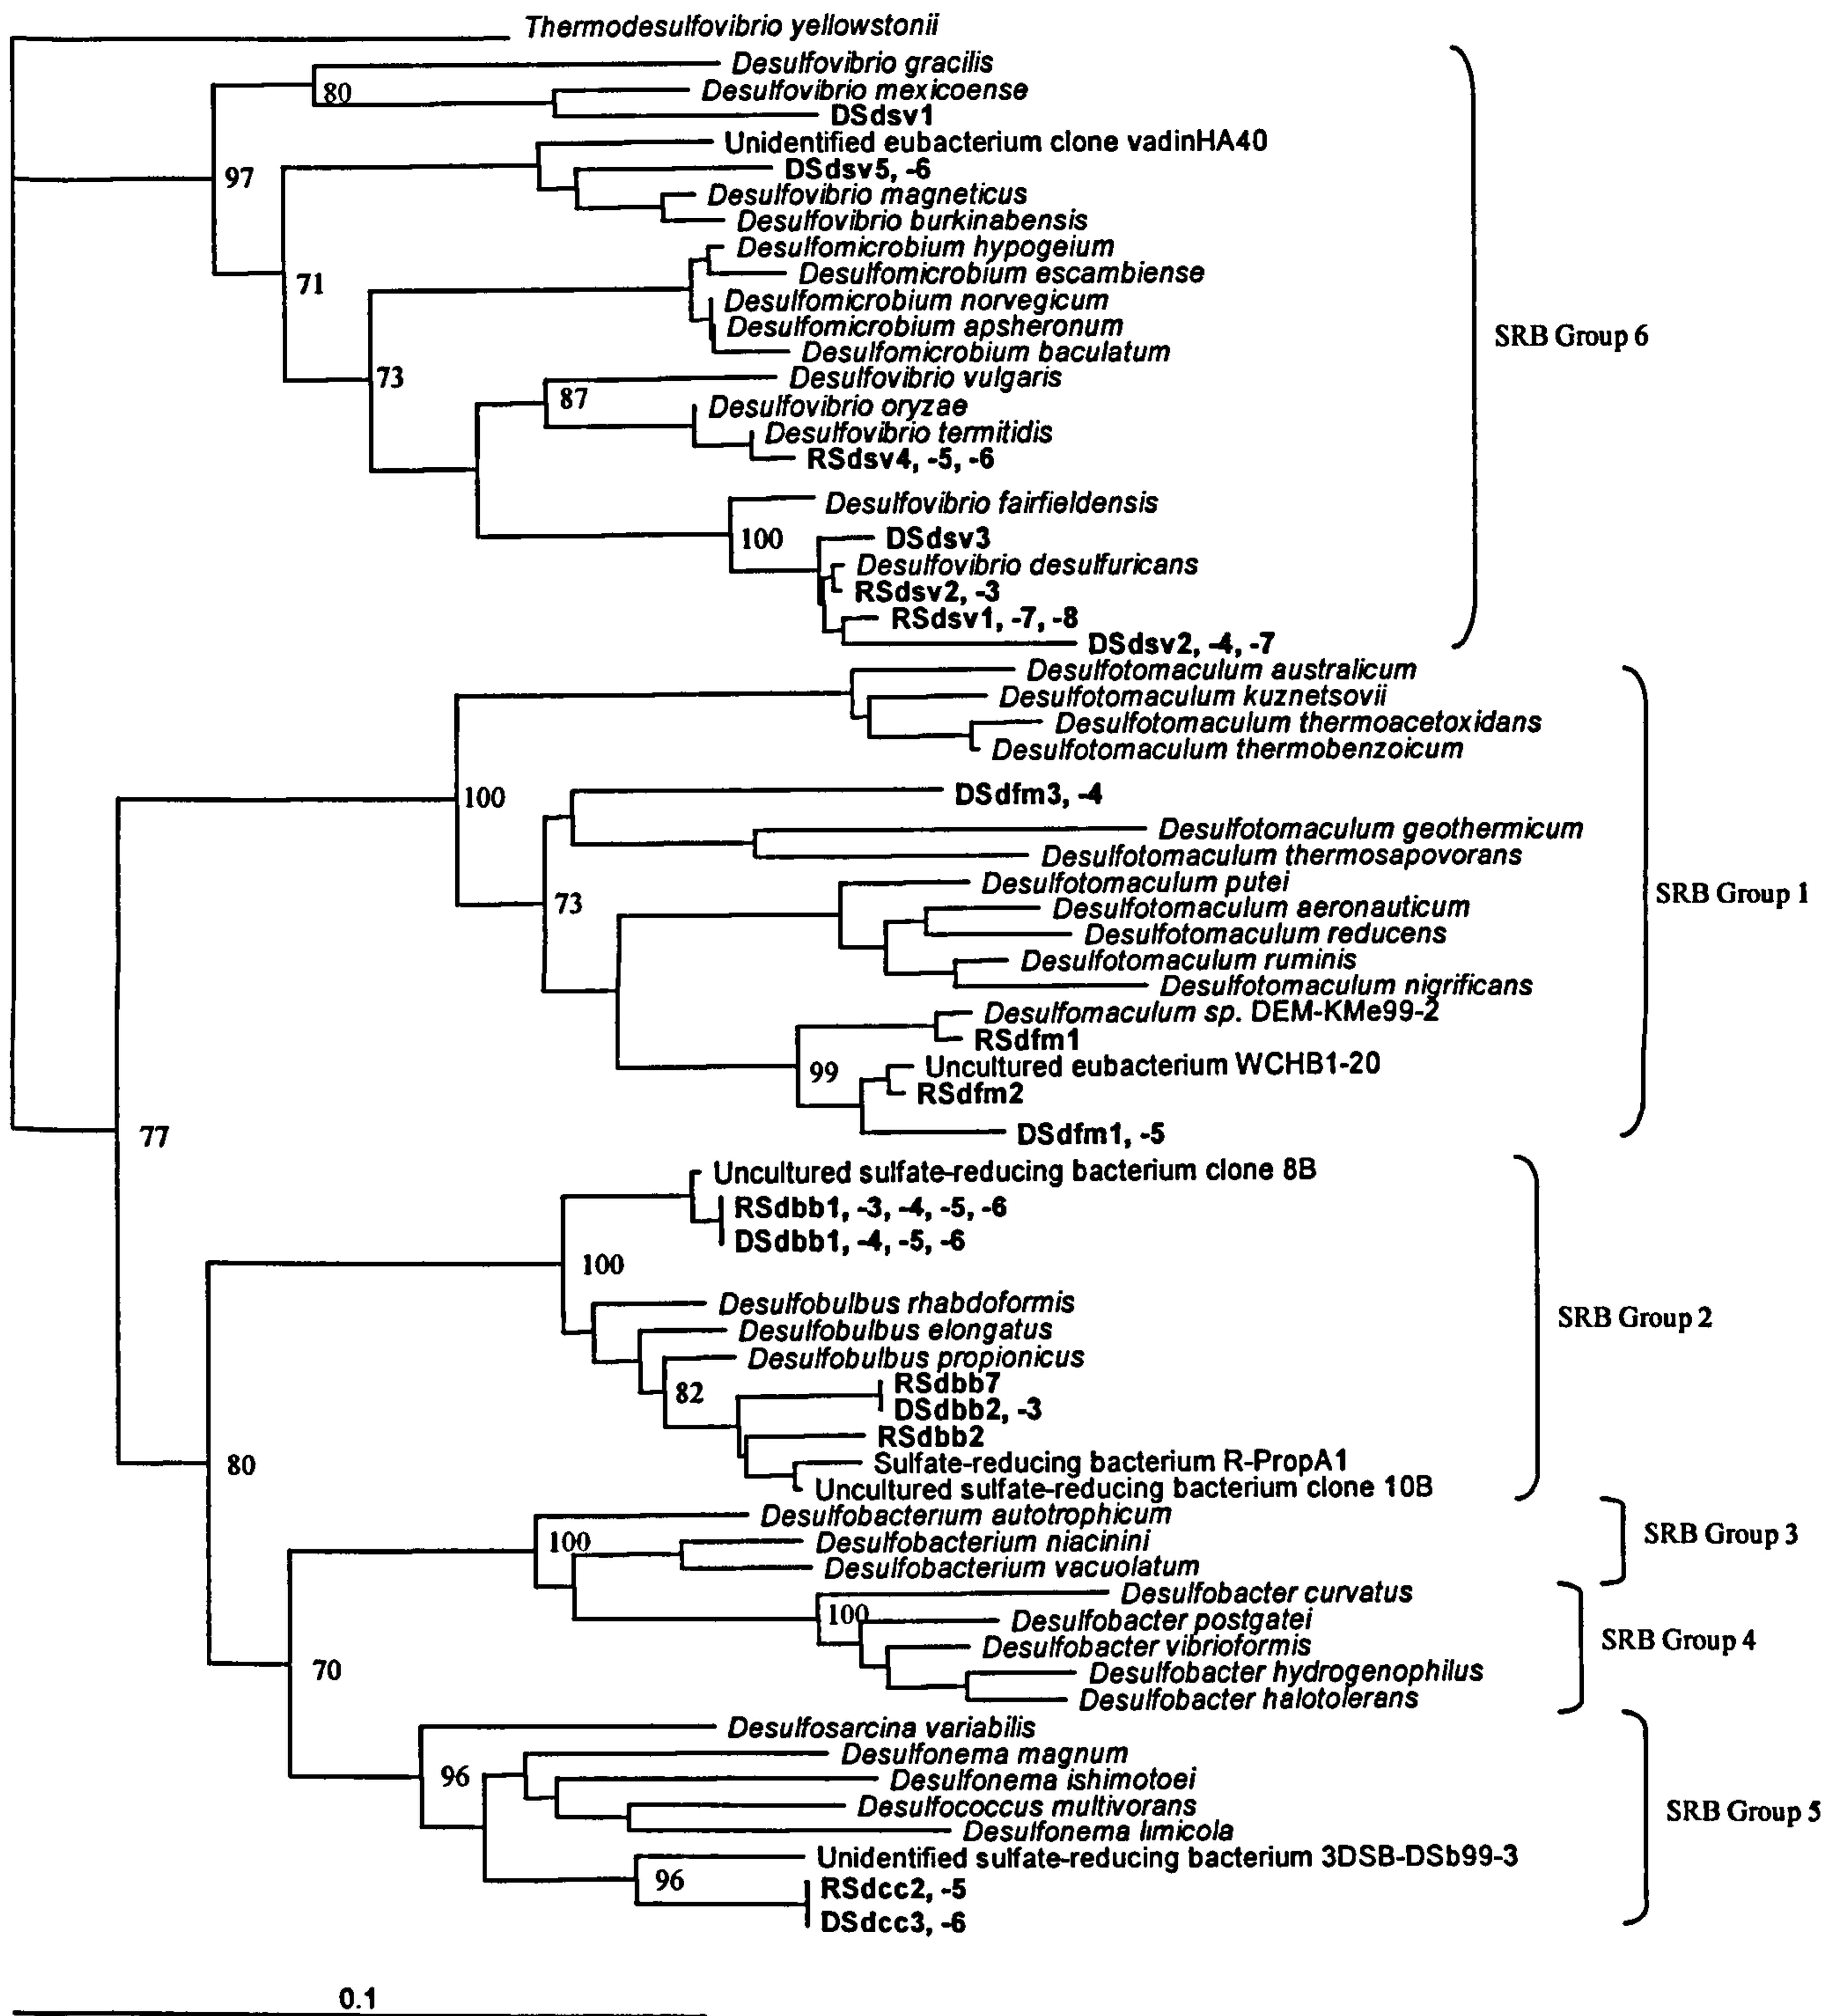 Thermodesulfovibrio yellowstonii
Desulfovibrio gracilis
80
Desulfovibrio mexicoense
DSdsv1
Unidentified eubacterium clone vadinHA40
97
DSdsv5, -6
Desulfovibrio magneticus
Desulfovibrio burkinabensis
Desulfomicrobium hypogeium
Desulfomicrobium escambiense
71
Desulfomicrobium norvegicum
Desulfomicrobium apsheronum
SRB Group 6
Desulfomicrobium baculatum
73
Desulfovibrio vulgaris
87
Desulfovibrio oryzae
Desulfovibrio termitidis
RSdsv4, -5, -6
Desulfovibrio fairfieldensis
100
DSdsv3
Desulfovibrio desulfuricans
RSdsv2, -3
RSdsv1, -7, -8
DSdsv2, -4, -7
Desulfotomaculum australicum
Desulfotomaculum kuznetsovii
Desulfotomaculum thermoacetoxidans
Desulfotomaculum thermobenzoicum
100
DSdfm3, -4
Desulfotomaculum geothermicum
Desulfotomaculum thermosapovorans
Desulfotomaculum putei
SRB Group 1
73
Desulfotomaculum aeronauticum
Desulfotomaculum reducens
Desulfotomaculum ruminis
Desulfotomaculum nigrificans
Desulfomaculum sp. DEM-KMe99-2
RSdfm1
99
Uncultured eubacterium WCHB1-20
RSdfm2
77
DSdfm1, -5
Uncultured sulfate-reducing bacterium clone 8B
RSdbb1, -3, -4, -5, -6
DSdbb1, -4, -5, -6
100
Desulfobulbus rhabdoformis
SRB Group 2
Desulfobulbus elongatus
Desulfobulbus propionicus
82
RSdbb7
DSdbb2, -3
RSdbb2
80
Sulfate-reducing bacterium R-PropA1
Uncultured sulfate-reducing bacterium clone 10B
Desulfobacterium autotrophicum
100
Desulfobacterium niacinini
SRB Group 3
Desulfobacterium vacuolatum
Desulfobacter curvatus
100
Desulfobacter postgatei
SRB Group 4
Desulfobacter vibrioformis
70
Desulfobacter hydrogenophilus
Desulfobacter halotolerans
Desulfosarcina variabilis
Desulfonema magnum
96
Desulfonema ishimotoei
Desulfococcus multivorans
SRB Group 5
Desulfonema limicola
Unidentified sulfate-reducing bacterium 3DSB-DSb99-3
96
RSdcc2, -5
DSdcc3, -6
0.1